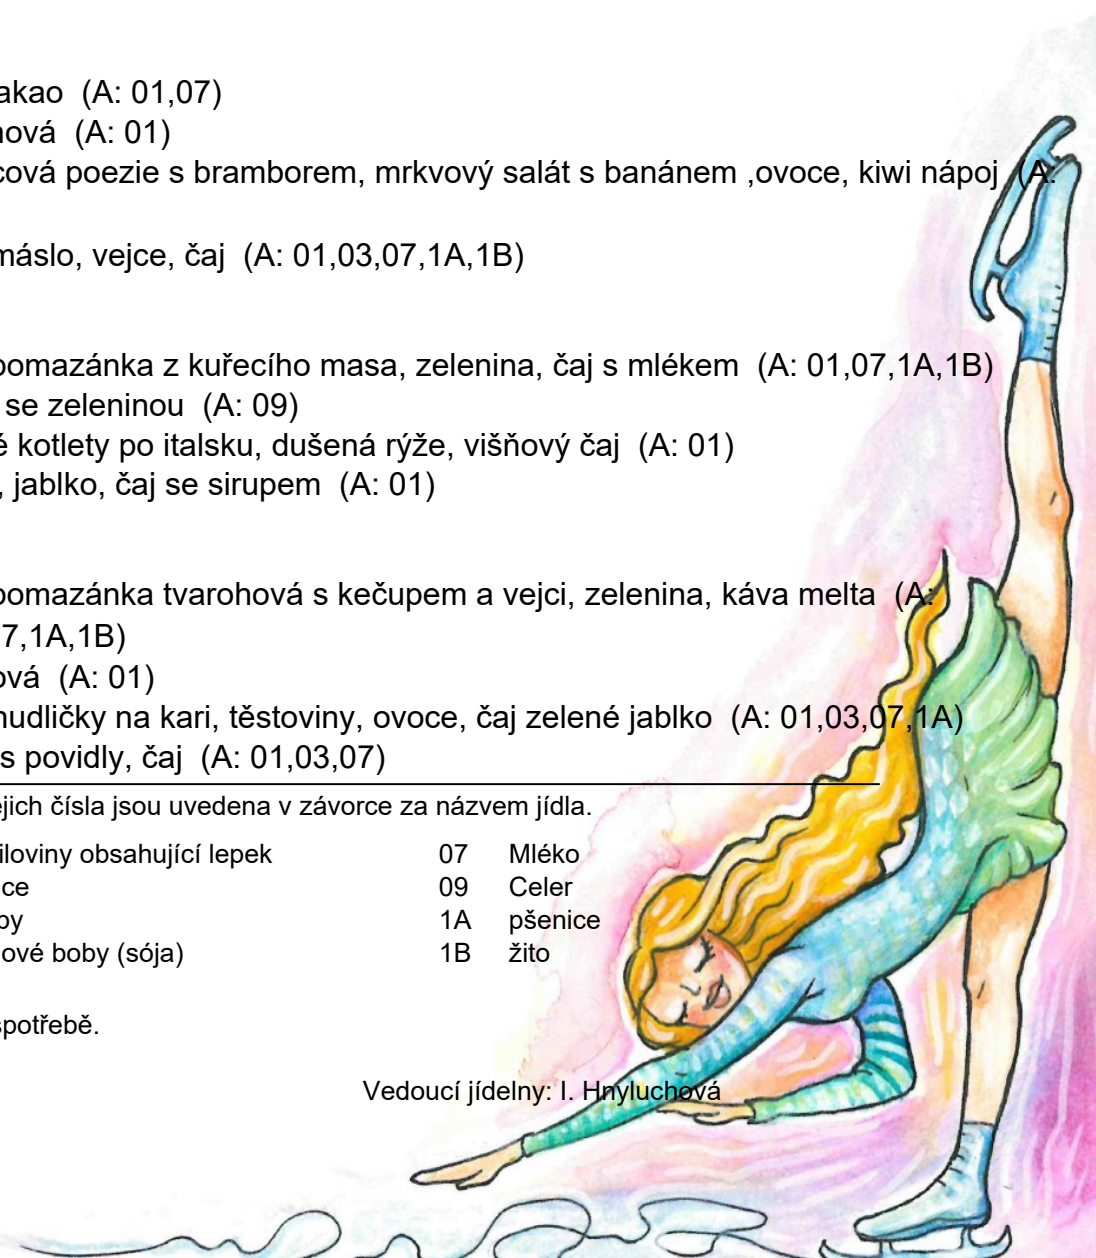 akao (A: 01,07)
nová (A: 01)
cová poezie s bramborem, mrkvový salát s banánem ,ovoce, kiwi nápoj (A:
máslo, vejce, čaj (A: 01,03,07,1A,1B)
pomazánka z kuřecího masa, zelenina, čaj s mlékem (A: 01,07,1A,1B)
se zeleninou (A: 09)
é kotlety po italsku, dušená rýže, višňový čaj (A: 01)
, jablko, čaj se sirupem (A: 01)
pomazánka tvarohová s kečupem a vejci, zelenina, káva melta (A:
7,1A,1B)
ová (A: 01)
nudličky na kari, těstoviny, ovoce, čaj zelené jablko (A: 01,03,07,1A)
s povidly, čaj (A: 01,03,07)
ejich čísla jsou uvedena v závorce za názvem jídla.
iloviny obsahující lepek 07 Mléko
ce 09 Celer
by 1A pšenice
ové boby (sója) 1B žito
spotřebě.
Vedoucí jídelny: I. Hnyluchová